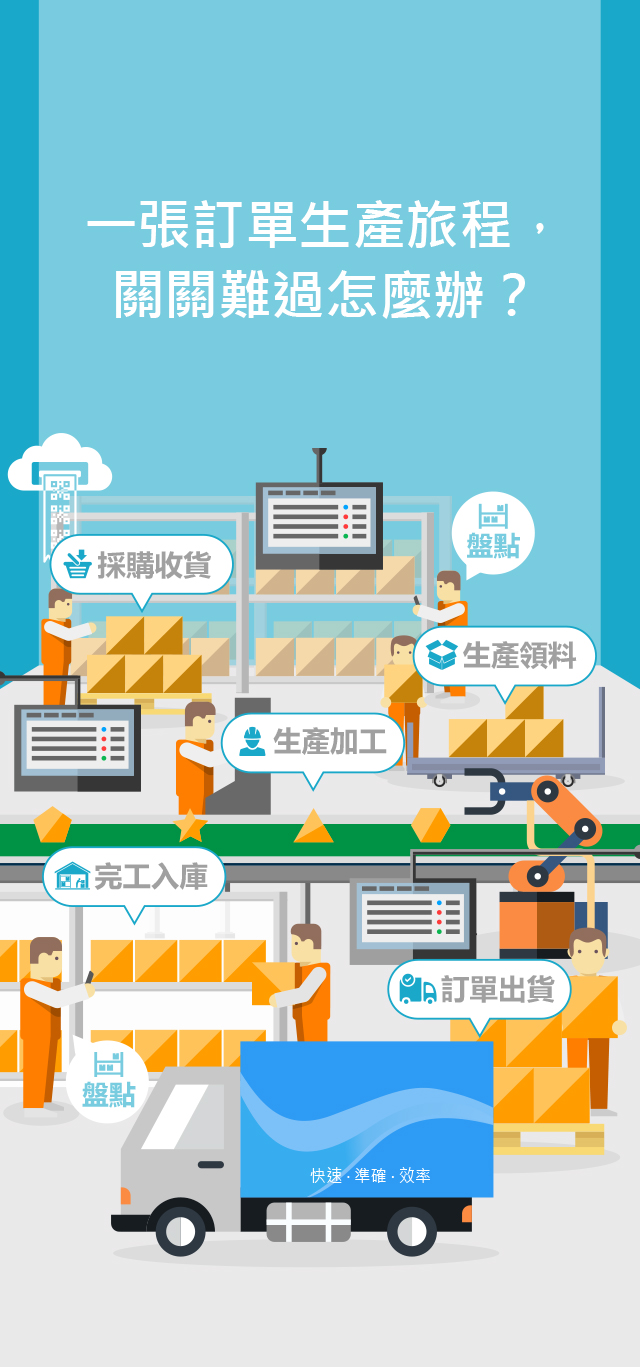 一張訂單生產旅程，
關關難過怎麼辦？
盤點
採購收貨
生產領料
生產加工
完工入庫
訂單出貨
盤點
快速·準確·效率